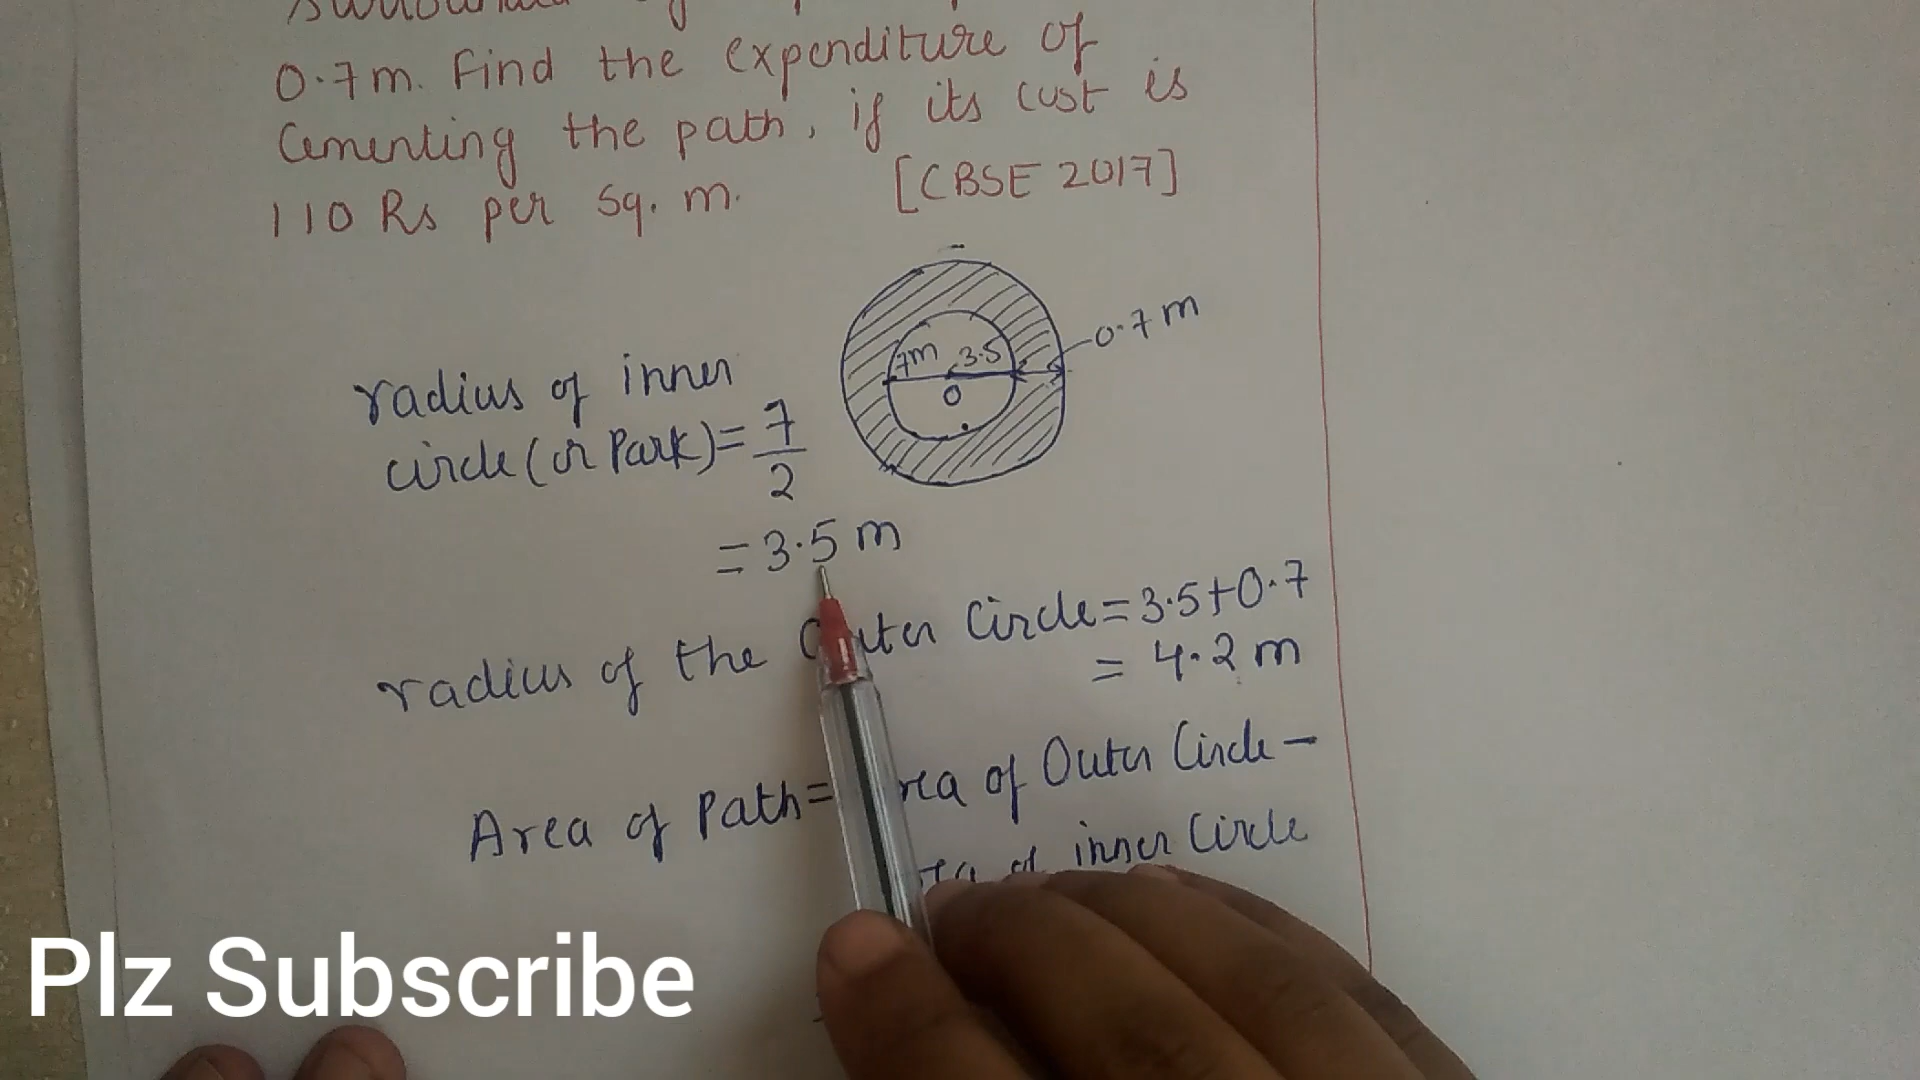 0.7m. Find the expenditure of
Cementing the path, if its cost is
110 Rs per sq. m. [CBSE 2017]
0.7 m
7m 3.5
O
radius of inner
circle (or Park) = 7/2
= 3.5 m
radius of the Outer Circle = 3.5+0.7
= 4.2 m
Area of Path = Area of Outer Circle –
of inner Circle
Plz Subscribe